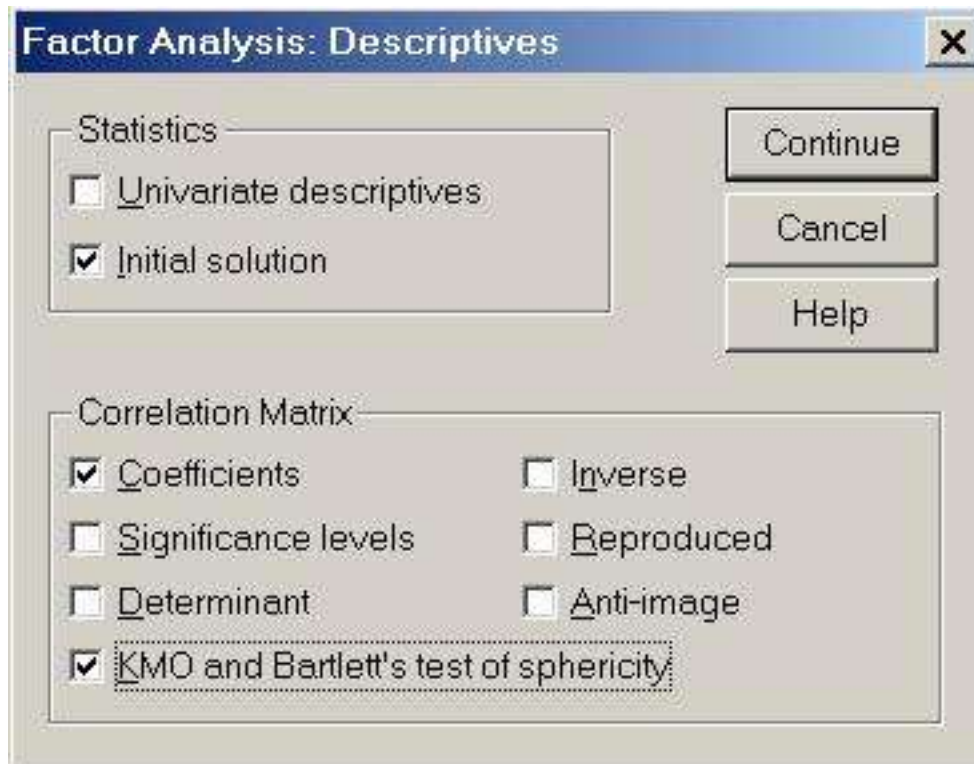 Factor Analysis: Descriptives
Statistics
Univariate descriptives
Initial solution
Continue
Cancel
Help
Correlation Matrix
Coefficients Inverse
Significance levels Reproduced
Determinant Anti-image
KMO and Bartlett's test of sphericity